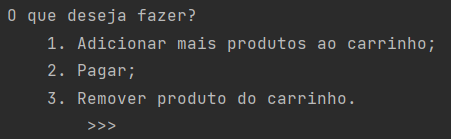 O que deseja fazer?
1. Adicionar mais produtos ao carrinho;
2. Pagar;
3. Remover produto do carrinho.
>>>